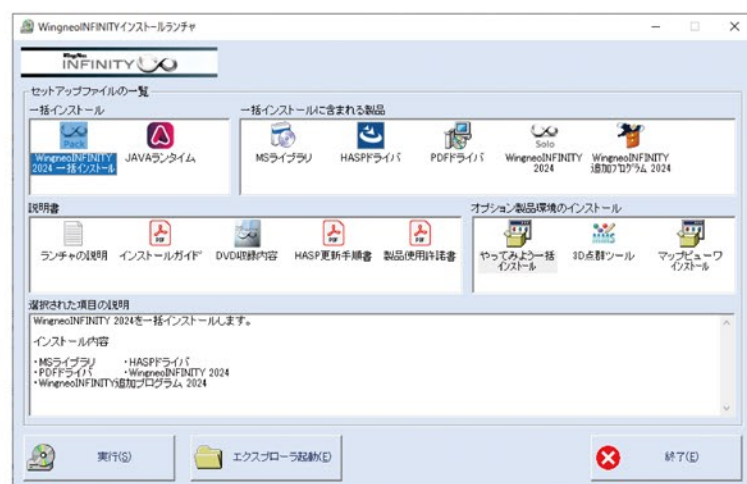 WingneoINFINITYインストールランチャ
WingNeo
INFINITY
セットアップファイルの一覧
一括インストール
一括インストールに含まれる製品
Pack
WingneoINFINITY
2024 一括インストール
JAVAランタイム
MSライブラリ
HASPドライバ
PDFドライバ
Solo
WingneoINFINITY
2024
WingneoINFINITY
追加プログラム 2024
説明書
オプション製品環境のインストール
ランチャの説明
インストールガイド
DVD収録内容
HASP更新手順書
製品使用許諾書
やってみよう一括
インストール
3D点群ツール
マップビューワ
インストール
選択された項目の説明
WingneoINFINITY 2024を一括インストールします。
インストール内容
・MSライブラリ ・HASPドライバ
・PDFドライバ ・WingneoINFINITY 2024
・WingneoINFINITY追加プログラム 2024
実行(S)
エクスプローラ起動(E)
終了(E)